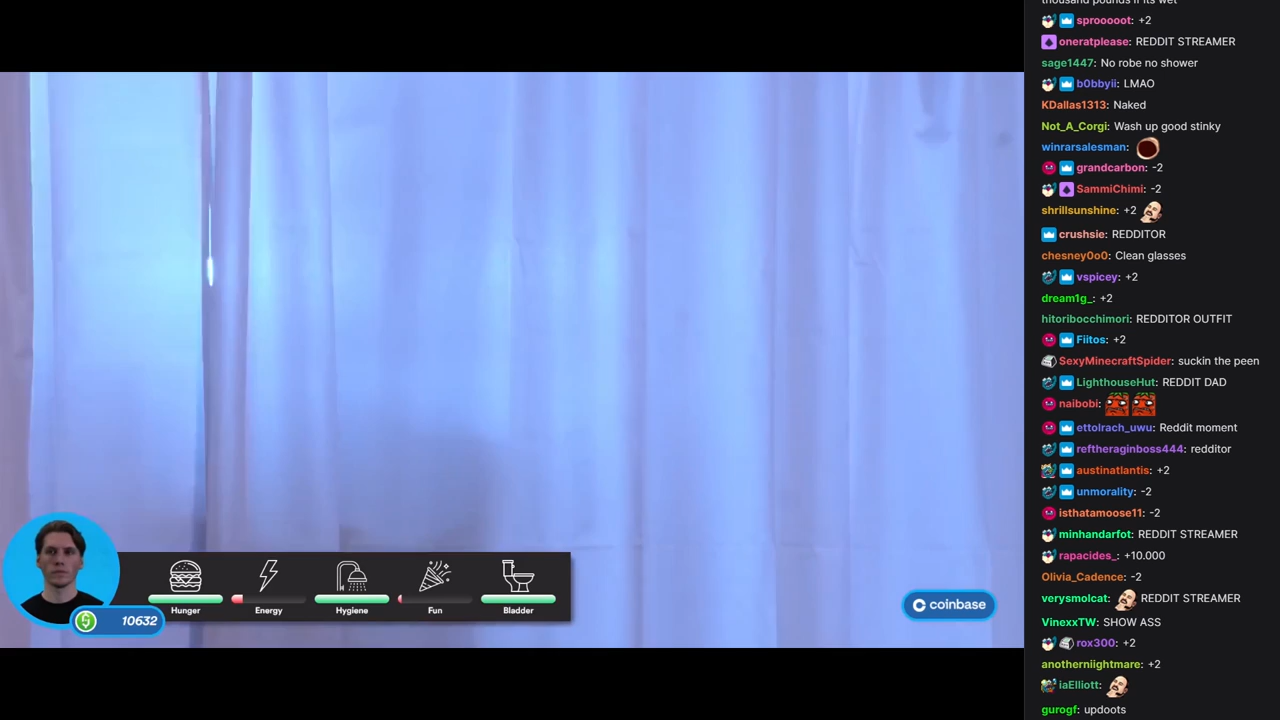 thousand pounds if its wet
sprooooot: +2
oneratplease: REDDIT STREAMER
sage1447: No robe no shower
b0bbyii: LMAO
KDallas1313: Naked
Not_A_Corgi: Wash up good stinky
winrarsalesman:
grandcarbon: -2
SammiChimi: -2
shrillsunshine: +2
crushsie: REDDITOR
chesney0o0: Clean glasses
vspicey: +2
dream1g_: +2
hitoribocchimori: REDDITOR OUTFIT
Fiitos: +2
SexyMinecraftSpider: suckin the peen
LighthouseHut: REDDIT DAD
naibobi:
ettolrach_uwu: Reddit moment
reftheraginboss444: redditor
austinatlantis: +2
unmorality: -2
isthatamoose11: -2
minhandarfot: REDDIT STREAMER
rapacides_: +10.000
Olivia_Cadence: -2
verysmolcat: REDDIT STREAMER
VinexxTW: SHOW ASS
rox300: +2
anotherniightmare: +2
iaElliott:
gurogf: updoots
Hunger
Energy
Hygiene
Fun
Bladder
10632
coinbase